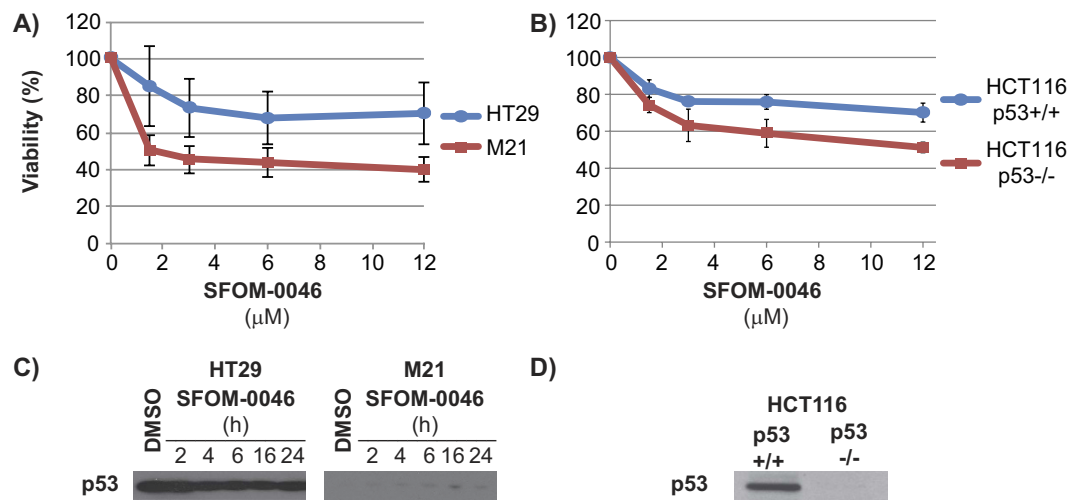 A)
Viability (%)
120
100
80
60
40
20
0
0 2 4 6 8 10 12
SFOM-0046
(µM)
HT29
M21
B)
120
100
80
60
40
20
0
0 2 4 6 8 10 12
SFOM-0046
(µM)
HCT116
p53+/+
HCT116
p53-/-
C)
HT29
DMSO
SFOM-0046
(h)
2 4 6 16 24
M21
DMSO
SFOM-0046
(h)
2 4 6 16 24
p53
D)
HCT116
p53 p53
+/+ -/-
p53